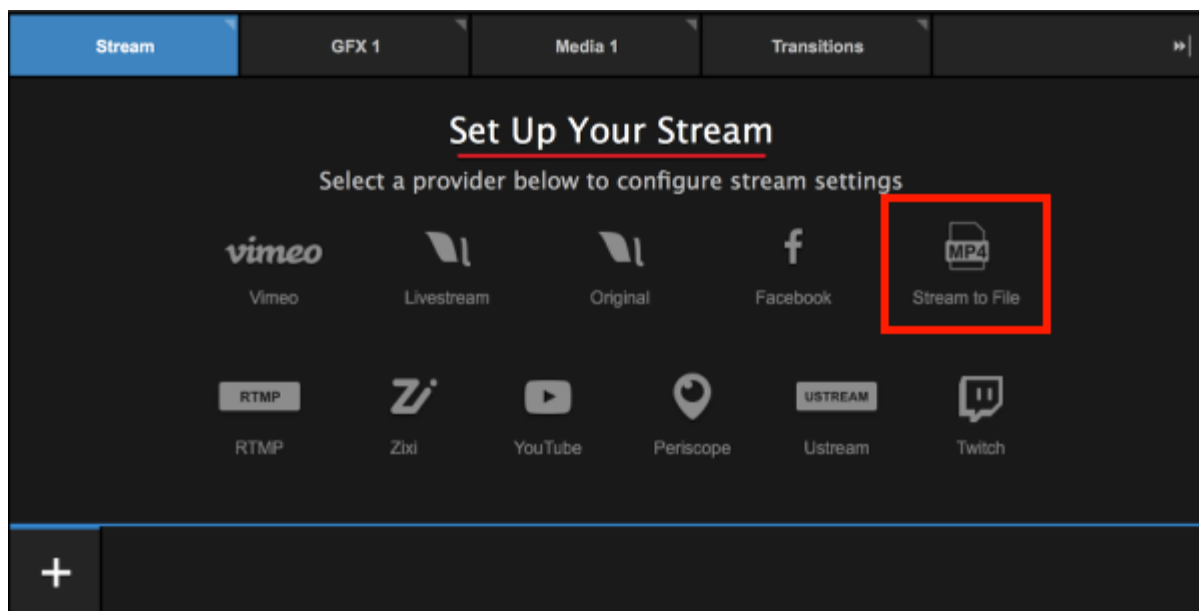 Stream GFX 1 Media 1 Transitions
Set Up Your Stream
Select a provider below to configure stream settings
vimeo f MP4
Vimeo Livestream Original Facebook Stream to File
RTMP USTREAM
RTMP Zixi YouTube Periscope Ustream Twitch
+